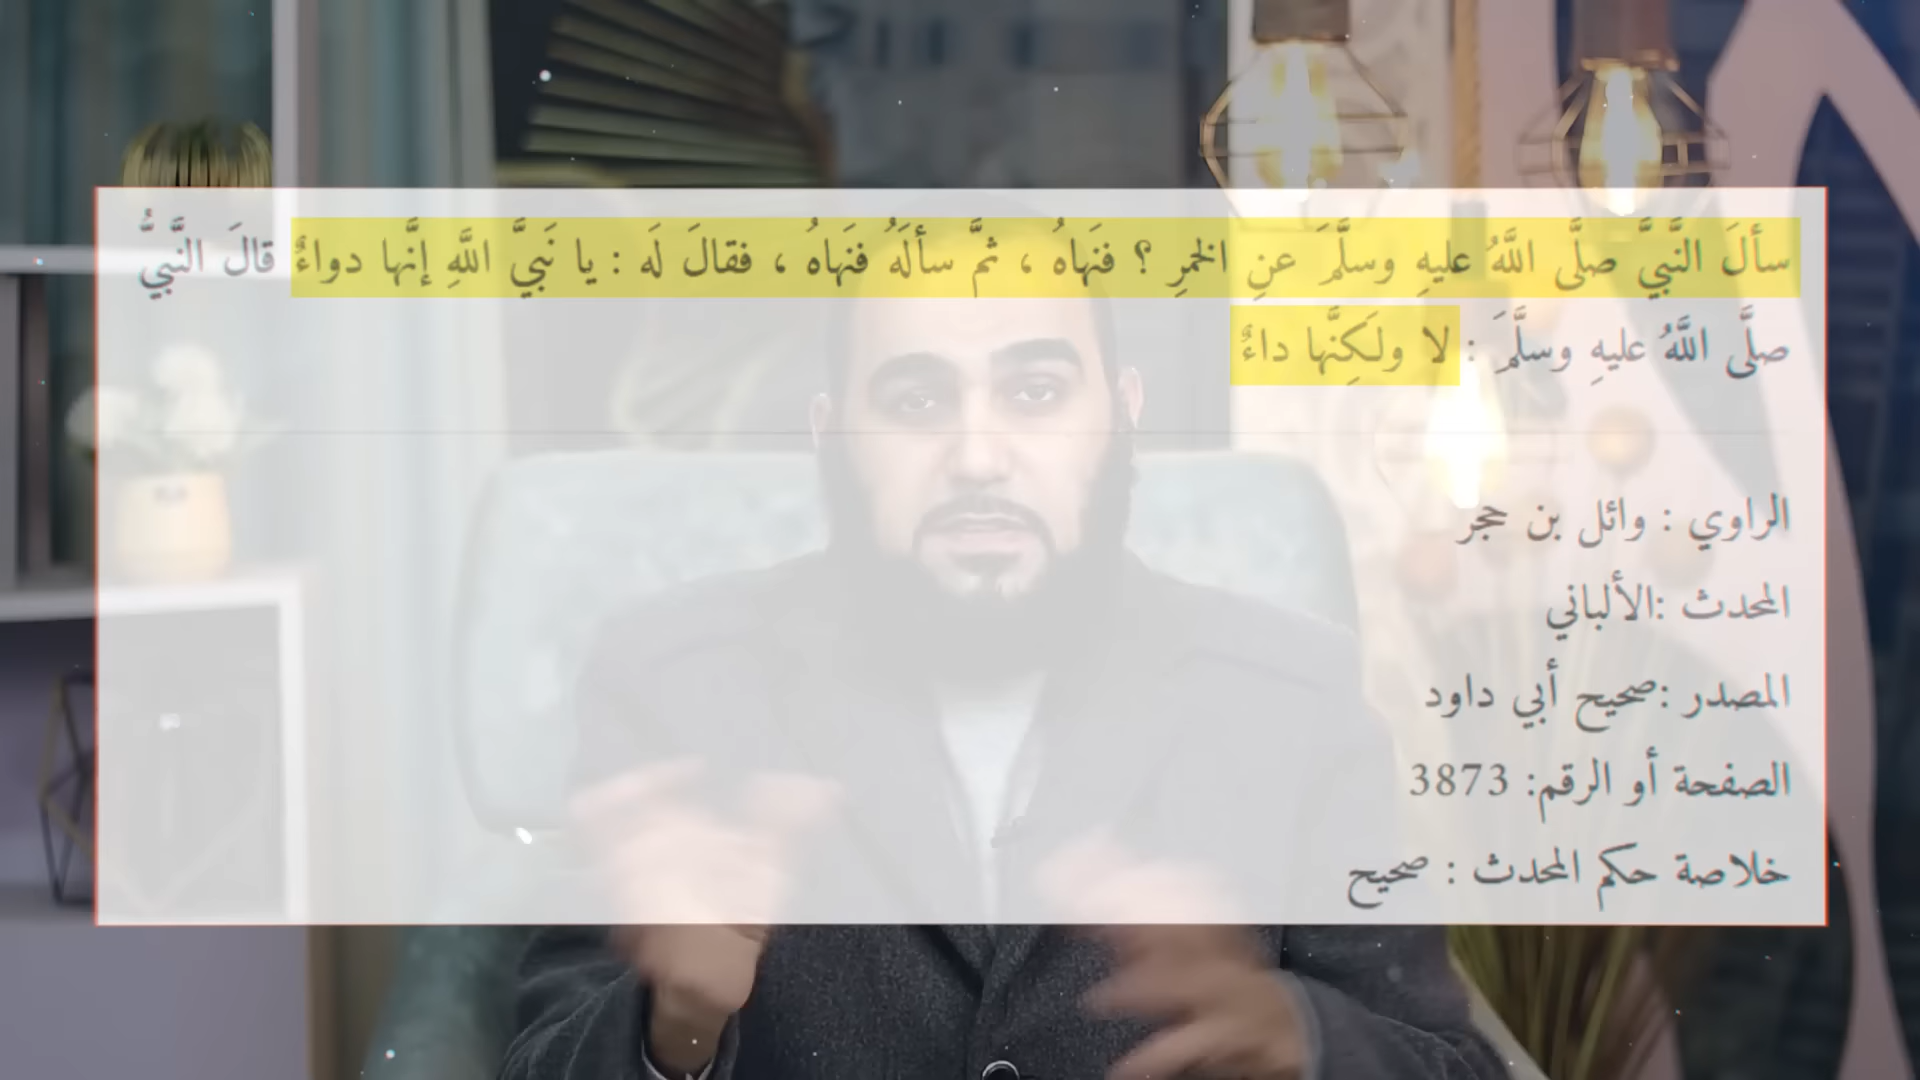 سألَ النَّبيَّ صلَّى اللَّهُ عليهِ وسلَّمَ عنِ الخمرِ ؟ فنَهاهُ ، ثمَّ سألَهُ فنَهاهُ ، فقالَ لَه : يا نَبيَّ اللَّهِ إنَّها دواءٌ قالَ النَّبيُّ
صلَّى اللَّهُ عليهِ وسلَّمَ : لا ولَكِنَّها داءٌ
الراوي : وائل بن حجر
المحدث :الألباني
المصدر :صحيح أبي داود
الصفحة أو الرقم: 3873
خلاصة حكم المحدث : صحيح